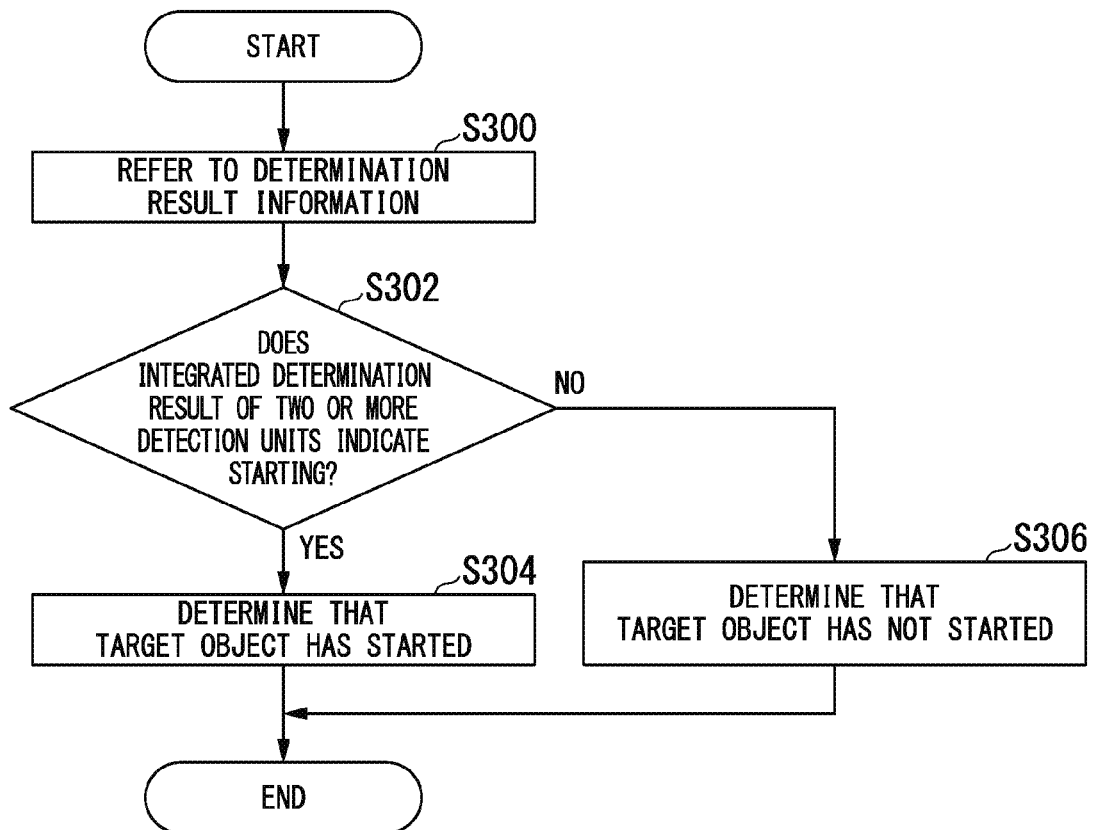 START
S300
REFER TO DETERMINATION
RESULT INFORMATION
S302
DOES
INTEGRATED DETERMINATION
RESULT OF TWO OR MORE
DETECTION UNITS INDICATE
STARTING?
NO
YES
S304
DETERMINE THAT
TARGET OBJECT HAS STARTED
S306
DETERMINE THAT
TARGET OBJECT HAS NOT STARTED
END